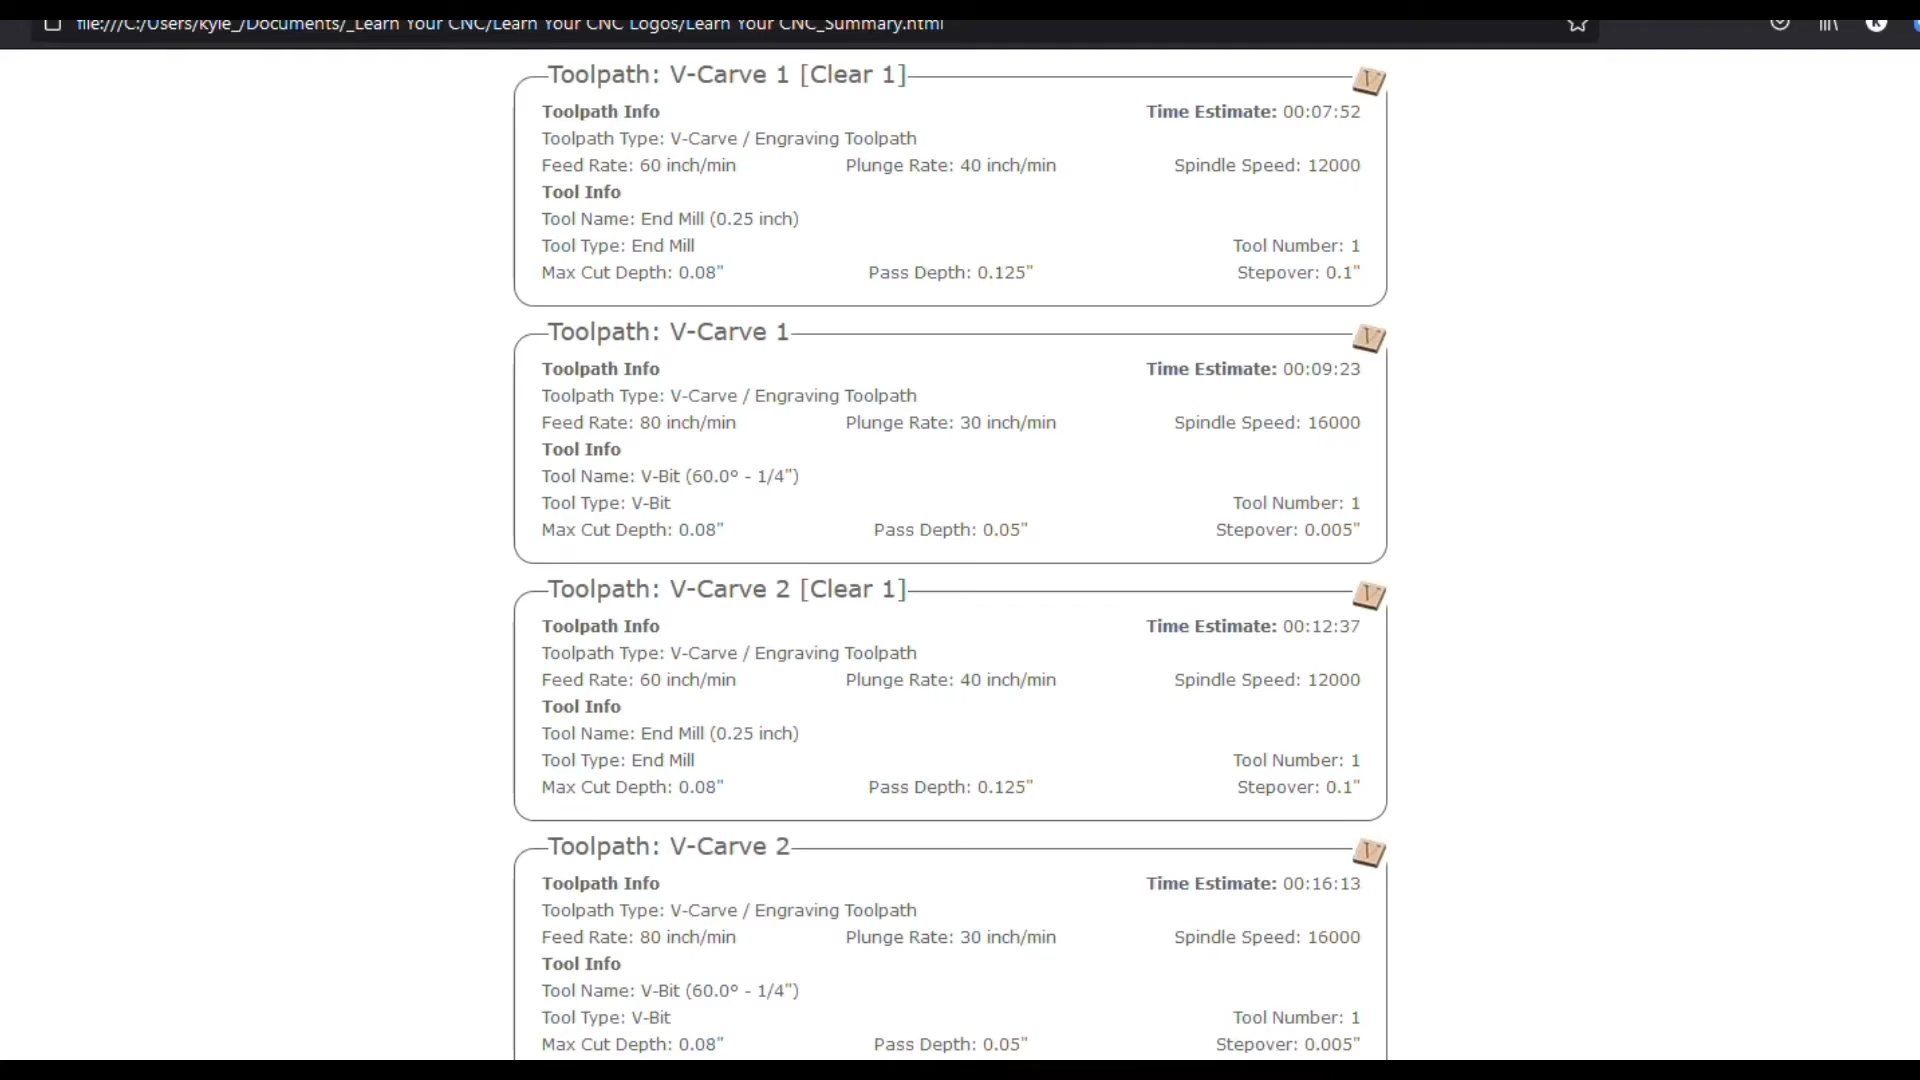 file:///C:/Users/kyle_/Documents/_Learn Your CNC/Learn Your CNC Logos/Learn Your CNC_Summary.html
Toolpath: V-Carve 1 [Clear 1]
Toolpath Info Time Estimate: 00:07:52
Toolpath Type: V-Carve / Engraving Toolpath
Feed Rate: 60 inch/min Plunge Rate: 40 inch/min Spindle Speed: 12000
Tool Info
Tool Name: End Mill (0.25 inch)
Tool Type: End Mill Tool Number: 1
Max Cut Depth: 0.08" Pass Depth: 0.125" Stepover: 0.1"
Toolpath: V-Carve 1
Toolpath Info Time Estimate: 00:09:23
Toolpath Type: V-Carve / Engraving Toolpath
Feed Rate: 80 inch/min Plunge Rate: 30 inch/min Spindle Speed: 16000
Tool Info
Tool Name: V-Bit (60.0° - 1/4")
Tool Type: V-Bit Tool Number: 1
Max Cut Depth: 0.08" Pass Depth: 0.05" Stepover: 0.005"
Toolpath: V-Carve 2 [Clear 1]
Toolpath Info Time Estimate: 00:12:37
Toolpath Type: V-Carve / Engraving Toolpath
Feed Rate: 60 inch/min Plunge Rate: 40 inch/min Spindle Speed: 12000
Tool Info
Tool Name: End Mill (0.25 inch)
Tool Type: End Mill Tool Number: 1
Max Cut Depth: 0.08" Pass Depth: 0.125" Stepover: 0.1"
Toolpath: V-Carve 2
Toolpath Info Time Estimate: 00:16:13
Toolpath Type: V-Carve / Engraving Toolpath
Feed Rate: 80 inch/min Plunge Rate: 30 inch/min Spindle Speed: 16000
Tool Info
Tool Name: V-Bit (60.0° - 1/4")
Tool Type: V-Bit Tool Number: 1
Max Cut Depth: 0.08" Pass Depth: 0.05" Stepover: 0.005"